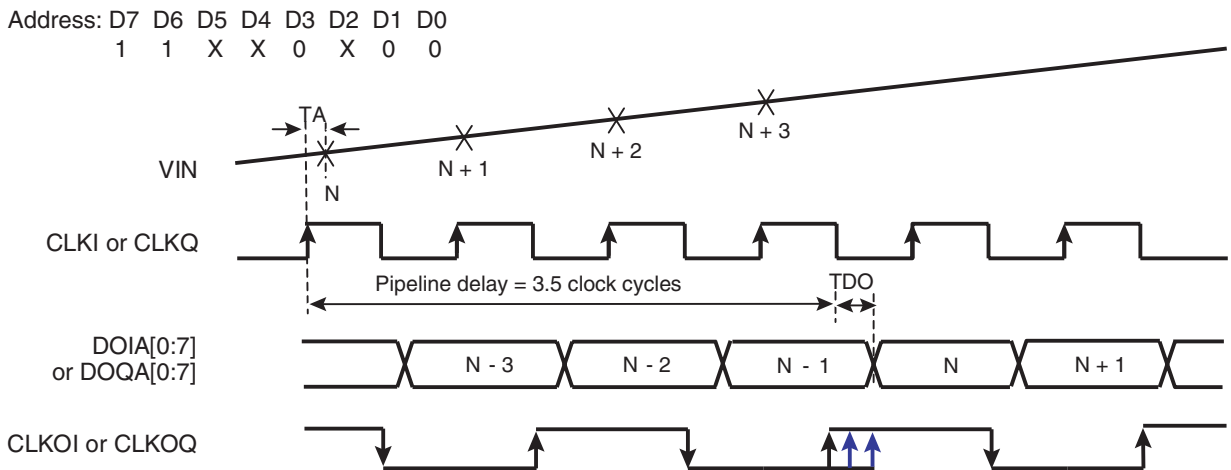 Address: D7 D6 D5 D4 D3 D2 D1 D0
1 1 X X 0 X 0 0
TA
VIN
N
N + 1
N + 2
N + 3
CLKI or CLKQ
Pipeline delay = 3.5 clock cycles
TDO
DOIA[0:7]
or DOQA[0:7]
N - 3
N - 2
N - 1
N
N + 1
CLKOI or CLKOQ